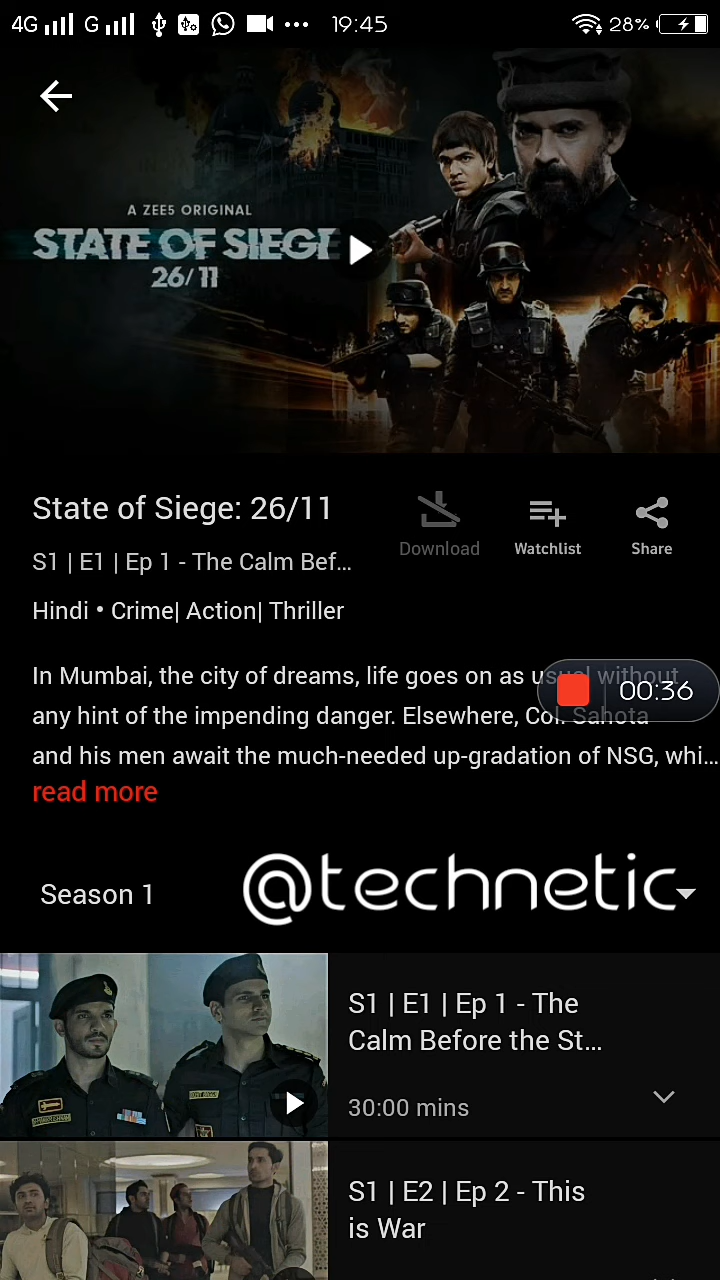 4G G 19:45 28%
A ZEE5 ORIGINAL
STATE OF SIEGE
26/11
State of Siege: 26/11
Download
Watchlist
Share
S1 | E1 | Ep 1 - The Calm Bef...
Hindi • Crime| Action| Thriller
In Mumbai, the city of dreams, life goes on as usual without
00:36
any hint of the impending danger. Elsewhere, Col. Sahota
and his men await the much-needed up-gradation of NSG, whi...
read more
Season 1
@technetic
S1 | E1 | Ep 1 - The
Calm Before the St...
30:00 mins
S1 | E2 | Ep 2 - This
is War